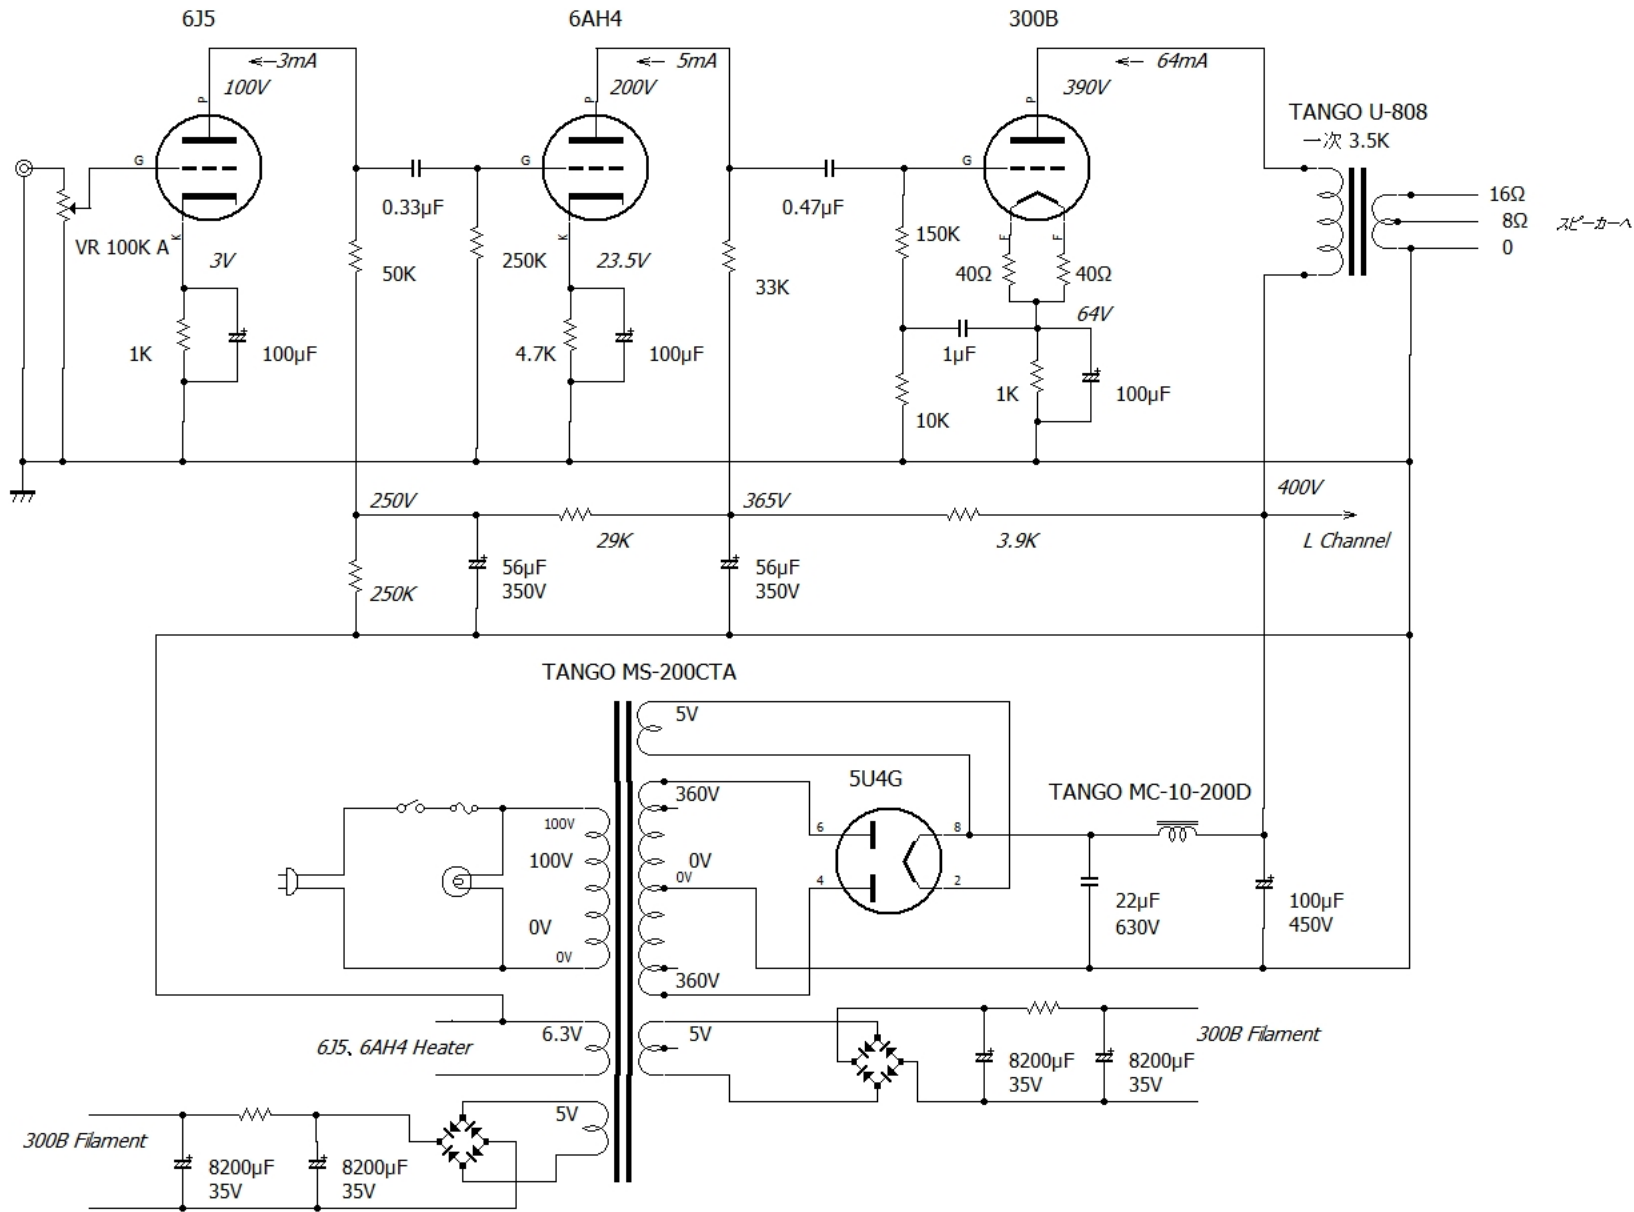 6J5
6AH4
300B
←3mA
← 5mA
← 64mA
100V
200V
390V
P
P
P
TANGO U-808
一次 3.5K
G
G
G
16Ω
8Ω
スピーカーへ
0
0.33μF
0.47μF
VR 100K A
K
K
F
F
3V
50K
250K
23.5V
33K
150K
40Ω
40Ω
64V
1K
100μF
4.7K
100μF
1μF
1K
100μF
10K
250V
365V
400V
29K
3.9K
L Channel
250K
56μF
350V
56μF
350V
TANGO MS-200CTA
5V
5U4G
TANGO MC-10-200D
360V
100V
6
8
100V
0V
0V
4
2
22μF
630V
100μF
450V
0V
0V
360V
6J5、6AH4 Heater
6.3V
5V
300B Filament
8200μF
35V
8200μF
35V
5V
300B Filament
8200μF
35V
8200μF
35V